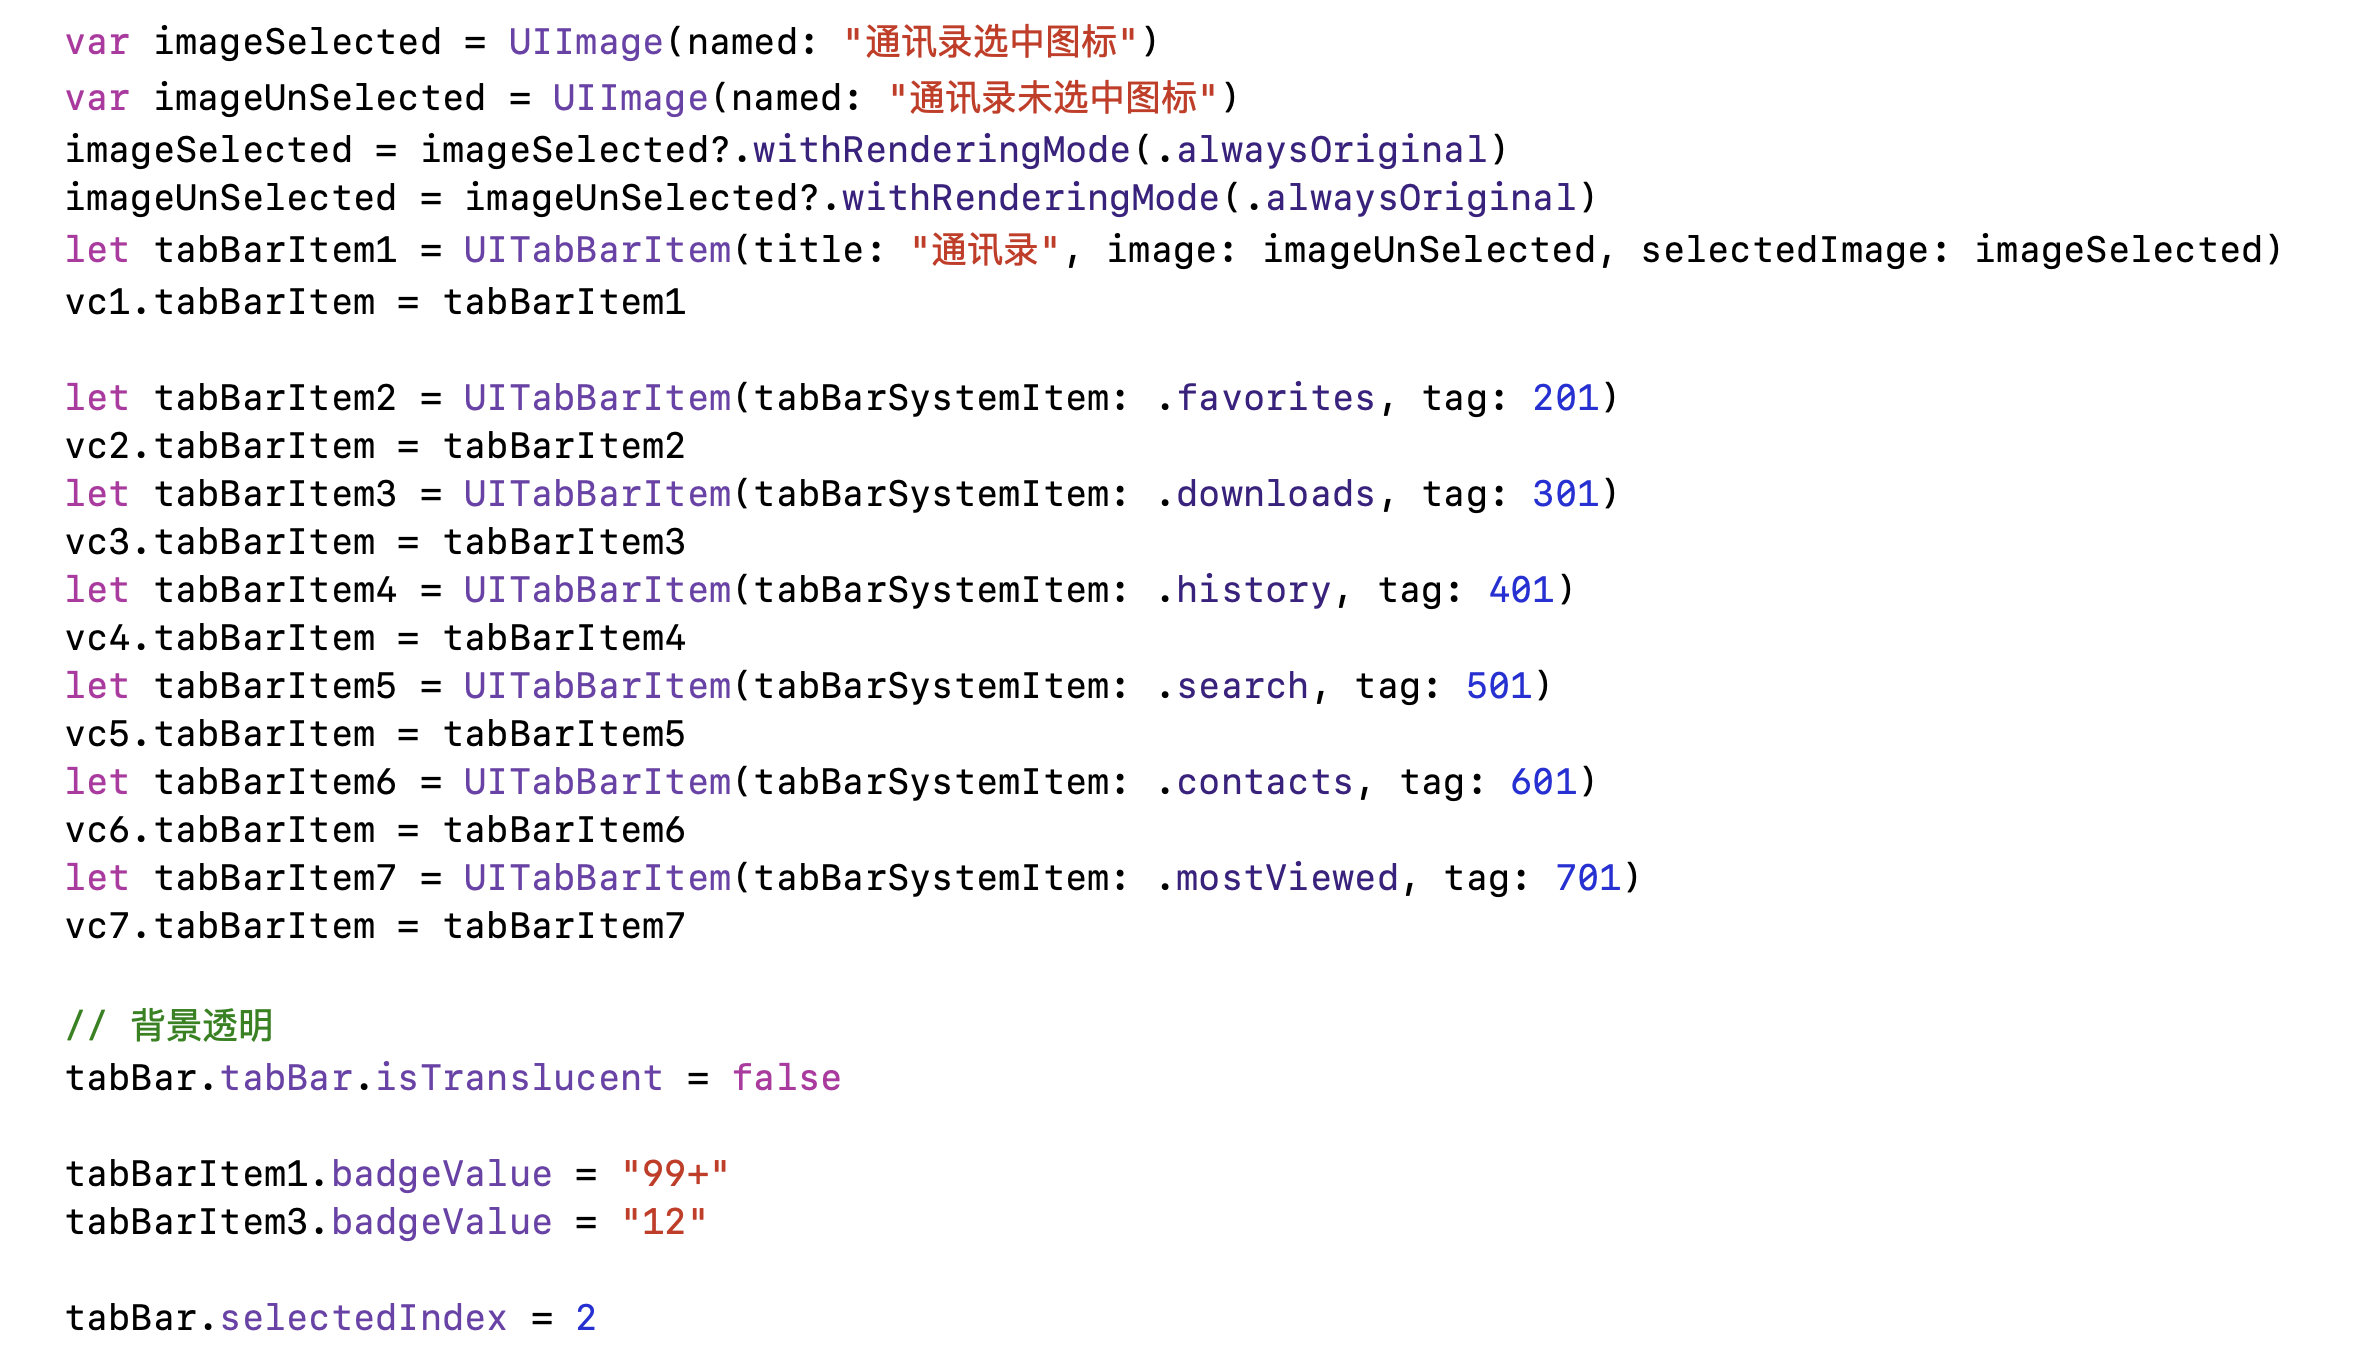 var imageSelected = UIImage(named: "通讯录选中图标")
var imageUnSelected = UIImage(named: "通讯录未选中图标")
imageSelected = imageSelected?.withRenderingMode(.alwaysOriginal)
imageUnSelected = imageUnSelected?.withRenderingMode(.alwaysOriginal)
let tabBarItem1 = UITabBarItem(title: "通讯录", image: imageUnSelected, selectedImage: imageSelected)
vc1.tabBarItem = tabBarItem1
let tabBarItem2 = UITabBarItem(tabBarSystemItem: .favorites, tag: 201)
vc2.tabBarItem = tabBarItem2
let tabBarItem3 = UITabBarItem(tabBarSystemItem: .downloads, tag: 301)
vc3.tabBarItem = tabBarItem3
let tabBarItem4 = UITabBarItem(tabBarSystemItem: .history, tag: 401)
vc4.tabBarItem = tabBarItem4
let tabBarItem5 = UITabBarItem(tabBarSystemItem: .search, tag: 501)
vc5.tabBarItem = tabBarItem5
let tabBarItem6 = UITabBarItem(tabBarSystemItem: .contacts, tag: 601)
vc6.tabBarItem = tabBarItem6
let tabBarItem7 = UITabBarItem(tabBarSystemItem: .mostViewed, tag: 701)
vc7.tabBarItem = tabBarItem7
// 背景透明
tabBar.tabBar.isTranslucent = false
tabBarItem1.badgeValue = "99+"
tabBarItem3.badgeValue = "12"
tabBar.selectedIndex = 2